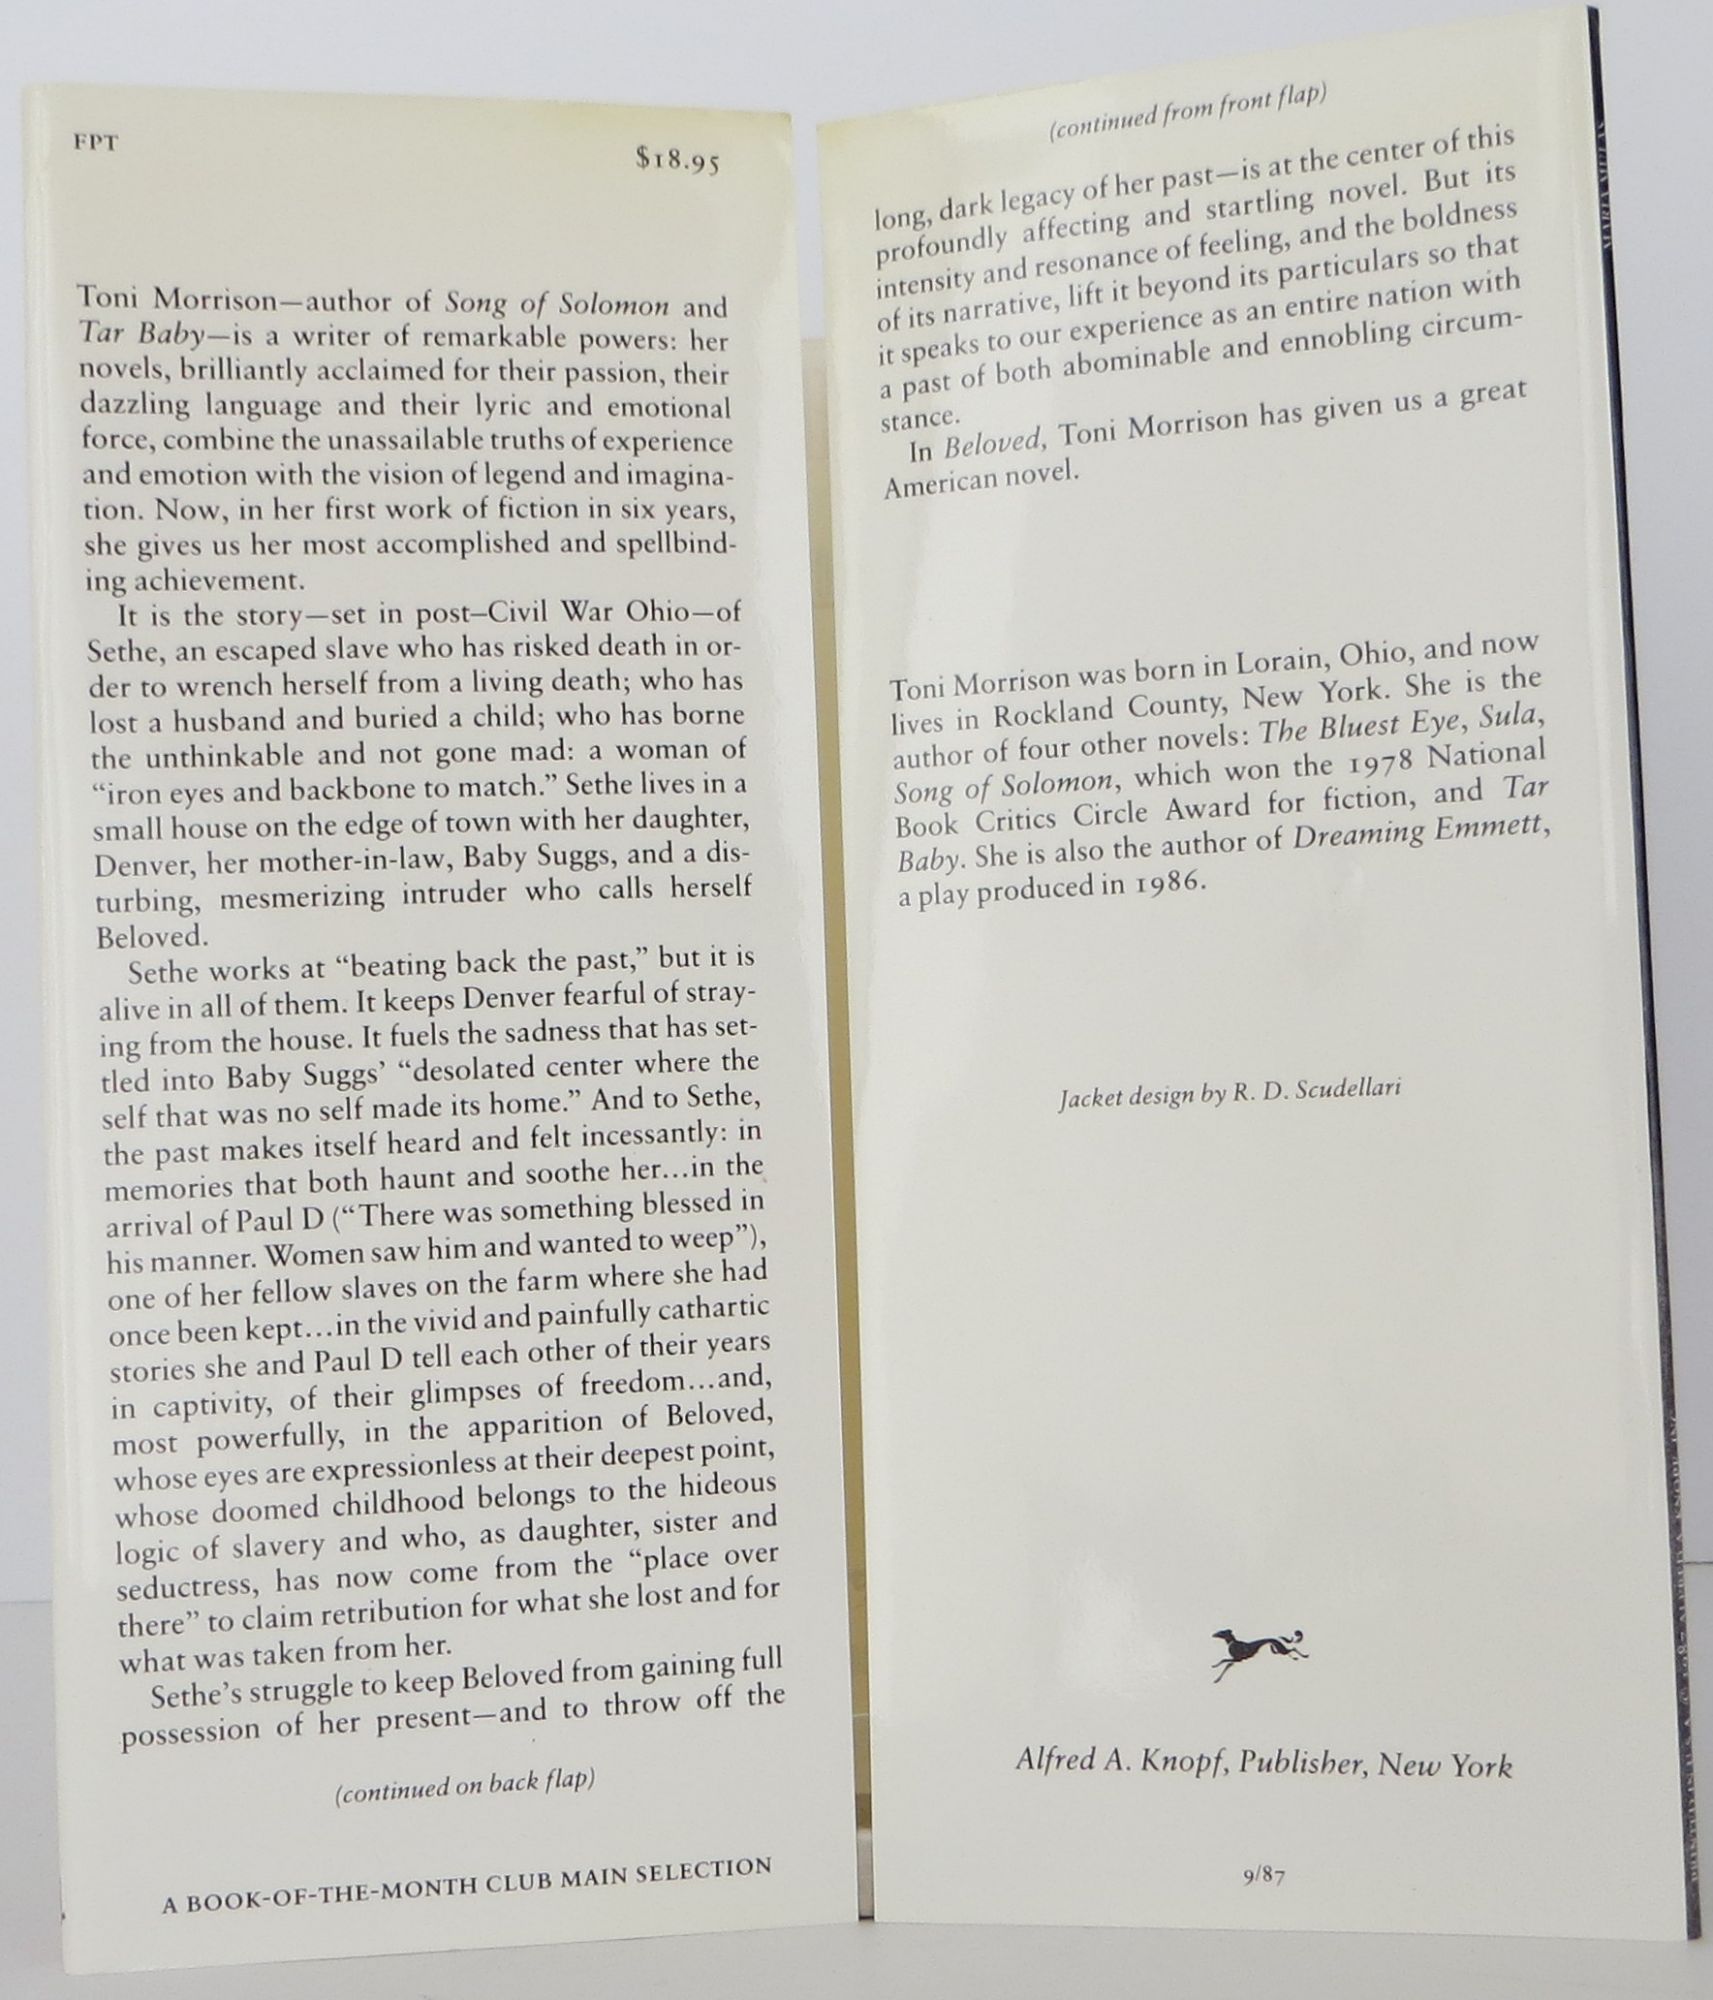 FPT
$18.95
Toni Morrison—author of Song of Solomon and
Tar Baby—is a writer of remarkable powers: her
novels, brilliantly acclaimed for their passion, their
dazzling language and their lyric and emotional
force, combine the unassailable truths of experience
and emotion with the vision of legend and imagina-
tion. Now, in her first work of fiction in six years,
she gives us her most accomplished and spellbind-
ing achievement.
It is the story—set in post–Civil War Ohio—of
Sethe, an escaped slave who has risked death in or-
der to wrench herself from a living death; who has
lost a husband and buried a child; who has borne
the unthinkable and not gone mad: a woman of
“iron eyes and backbone to match.” Sethe lives in a
small house on the edge of town with her daughter,
Denver, her mother-in-law, Baby Suggs, and a dis-
turbing, mesmerizing intruder who calls herself
Beloved.
Sethe works at “beating back the past,” but it is
alive in all of them. It keeps Denver fearful of stray-
ing from the house. It fuels the sadness that has set-
tled into Baby Suggs’ “desolated center where the
self that was no self made its home.” And to Sethe,
the past makes itself heard and felt incessantly: in
memories that both haunt and soothe her...in the
arrival of Paul D (“There was something blessed in
his manner. Women saw him and wanted to weep”),
one of her fellow slaves on the farm where she had
once been kept...in the vivid and painfully cathartic
stories she and Paul D tell each other of their years
in captivity, of their glimpses of freedom...and,
most powerfully, in the apparition of Beloved,
whose eyes are expressionless at their deepest point,
whose doomed childhood belongs to the hideous
logic of slavery and who, as daughter, sister and
seductress, has now come from the “place over
there” to claim retribution for what she lost and for
what was taken from her.
Sethe’s struggle to keep Beloved from gaining full
possession of her present—and to throw off the
(continued on back flap)
A BOOK-OF-THE-MONTH CLUB MAIN SELECTION
(continued from front flap)
long, dark legacy of her past—is at the center of this
profoundly affecting and startling novel. But its
intensity and resonance of feeling, and the boldness
of its narrative, lift it beyond its particulars so that
it speaks to our experience as an entire nation with
a past of both abominable and ennobling circum-
stance.
In Beloved, Toni Morrison has given us a great
American novel.
Toni Morrison was born in Lorain, Ohio, and now
lives in Rockland County, New York. She is the
author of four other novels: The Bluest Eye, Sula,
Song of Solomon, which won the 1978 National
Book Critics Circle Award for fiction, and Tar
Baby. She is also the author of Dreaming Emmett,
a play produced in 1986.
Jacket design by R. D. Scudellari
Alfred A. Knopf, Publisher, New York
9/87